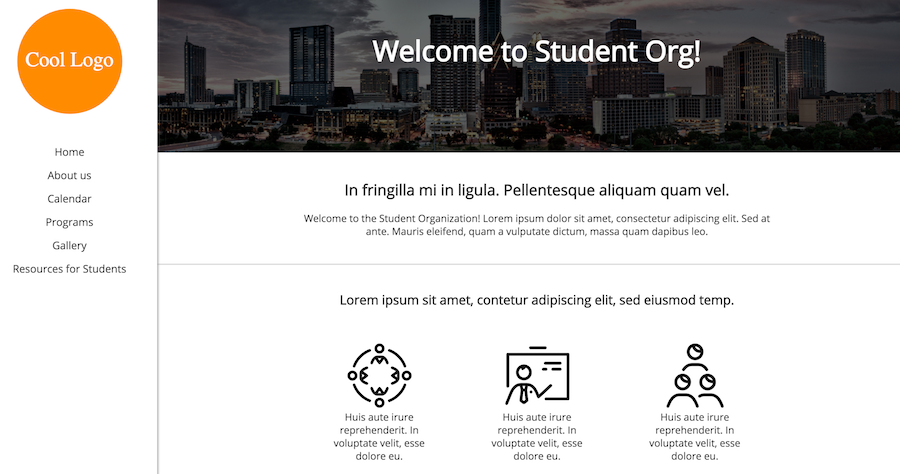 Cool Logo
Home
About us
Calendar
Programs
Gallery
Resources for Students
Welcome to Student Org!
In fringilla mi in ligula. Pellentesque aliquam quam vel.
Welcome to the Student Organization! Lorem ipsum dolor sit amet, consectetur adipiscing elit. Sed at
ante. Mauris eleifend, quam a vulputate dictum, massa quam dapibus leo.
Lorem ipsum sit amet, contetur adipiscing elit, sed eiusmod temp.
Huis aute irure
reprehenderit. In
voluptate velit, esse
dolore eu.
Huis aute irure
reprehenderit. In
voluptate velit, esse
dolore eu.
Huis aute irure
reprehenderit. In
voluptate velit, esse
dolore eu.